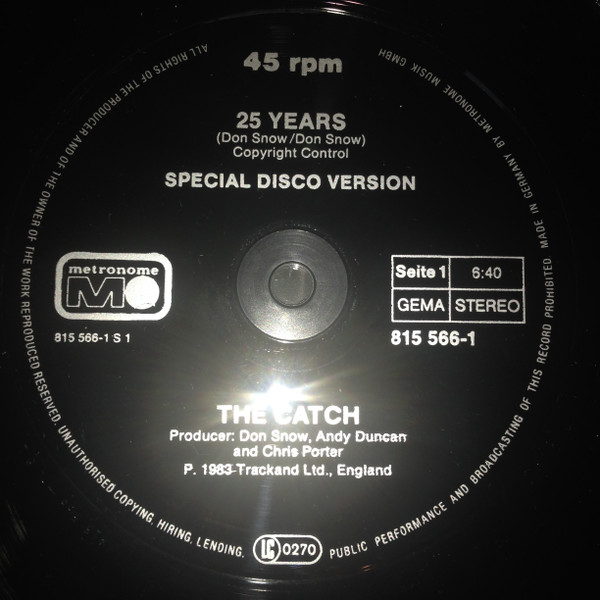 45 rpm
25 YEARS
(Don Snow/Don Snow)
Copyright Control
SPECIAL DISCO VERSION
metronome
M
815 566-1 S 1
Seite 1 6:40
GEMA STEREO
815 566-1
THE CATCH
Producer: Don Snow, Andy Duncan
and Chris Porter
P. 1983 Trackand Ltd., England
LC 0270
ALL RIGHTS OF THE PRODUCER AND OF THE OWNER OF THE WORK REPRODUCED RESERVED. UNAUTHORISED COPYING, HIRING, LENDING, PUBLIC PERFORMANCE AND BROADCASTING OF THIS RECORD PROHIBITED MADE IN GERMANY BY METRONOME MUSIK GMBH